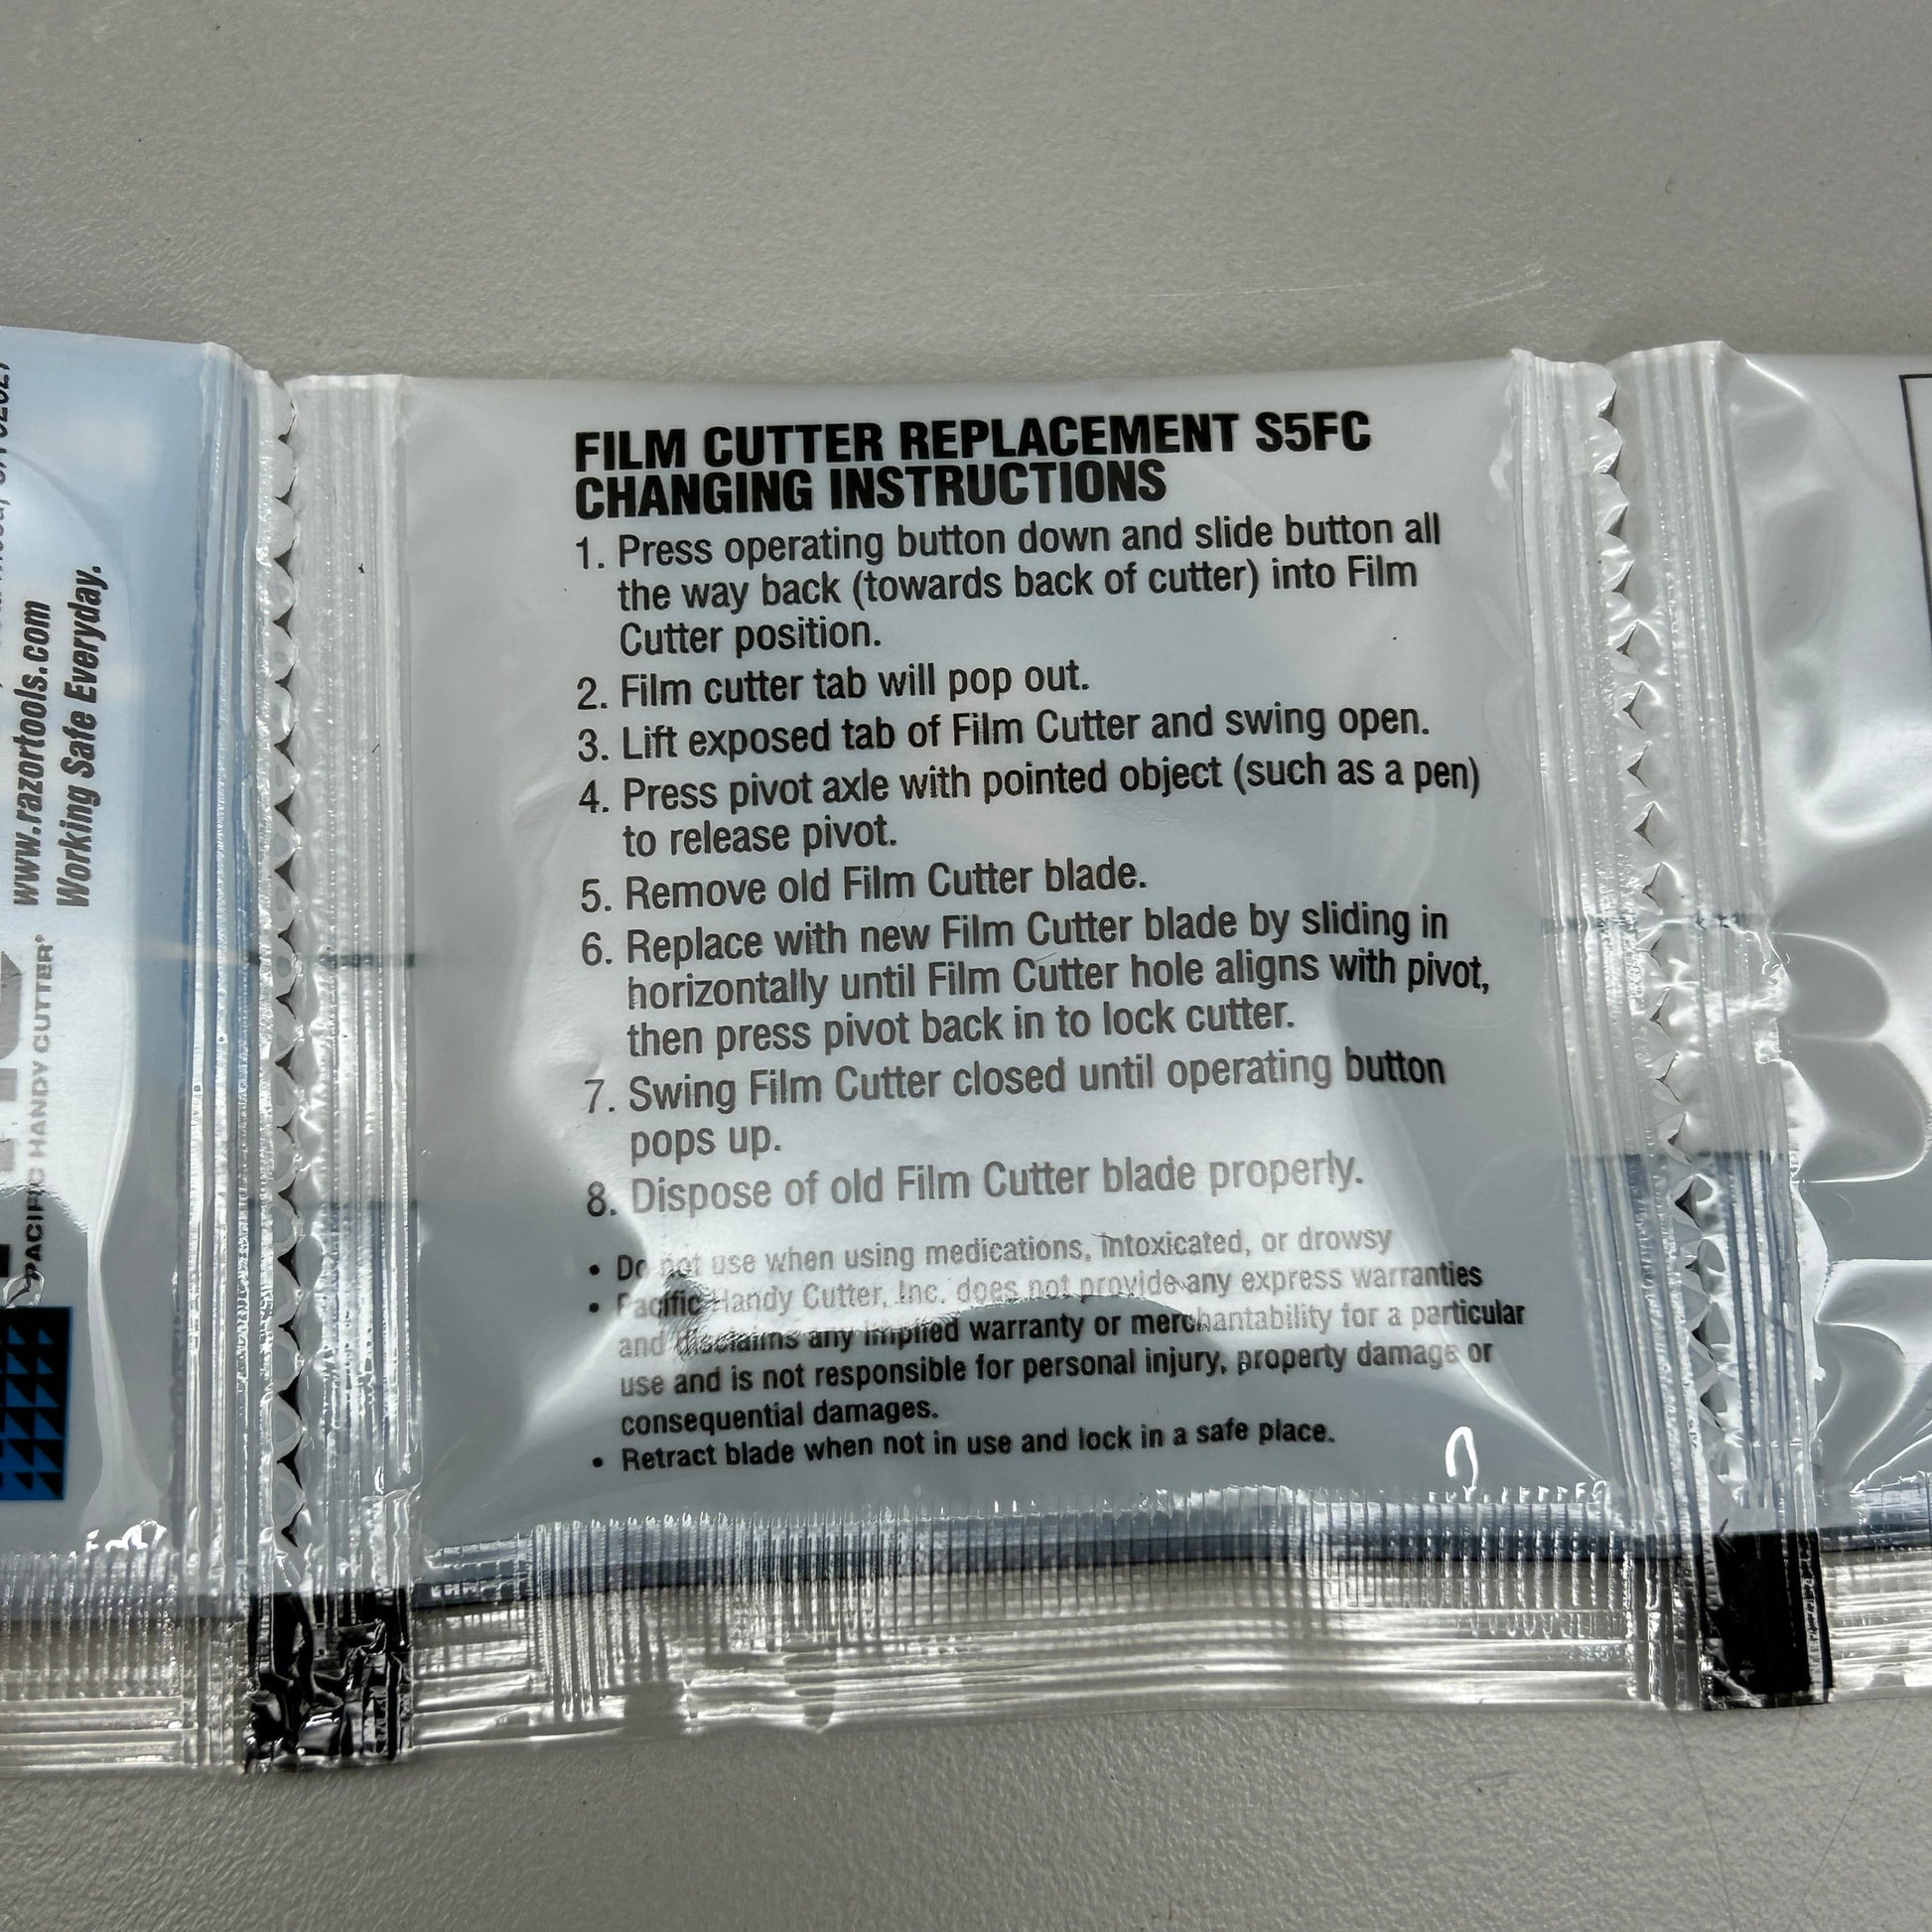 FILM CUTTER REPLACEMENT S5FC
CHANGING INSTRUCTIONS
1. Press operating button down and slide button all
the way back (towards back of cutter) into Film
Cutter position.
2. Film cutter tab will pop out.
3. Lift exposed tab of Film Cutter and swing open.
4. Press pivot axle with pointed object (such as a pen)
to release pivot.
5. Remove old Film Cutter blade.
6. Replace with new Film Cutter blade by sliding in
horizontally until Film Cutter hole aligns with pivot,
then press pivot back in to lock cutter.
7. Swing Film Cutter closed until operating button
pops up.
8. Dispose of old Film Cutter blade properly.
• Do not use when using medications, intoxicated, or drowsy
• Pacific Handy Cutter, Inc. does not provide any express warranties
and disclaims any implied warranty or merchantability for a particular
use and is not responsible for personal injury, property damage or
consequential damages.
• Retract blade when not in use and lock in a safe place.
www.razortools.com
Working Safe Everyday.
PACIFIC HANDY CUTTER